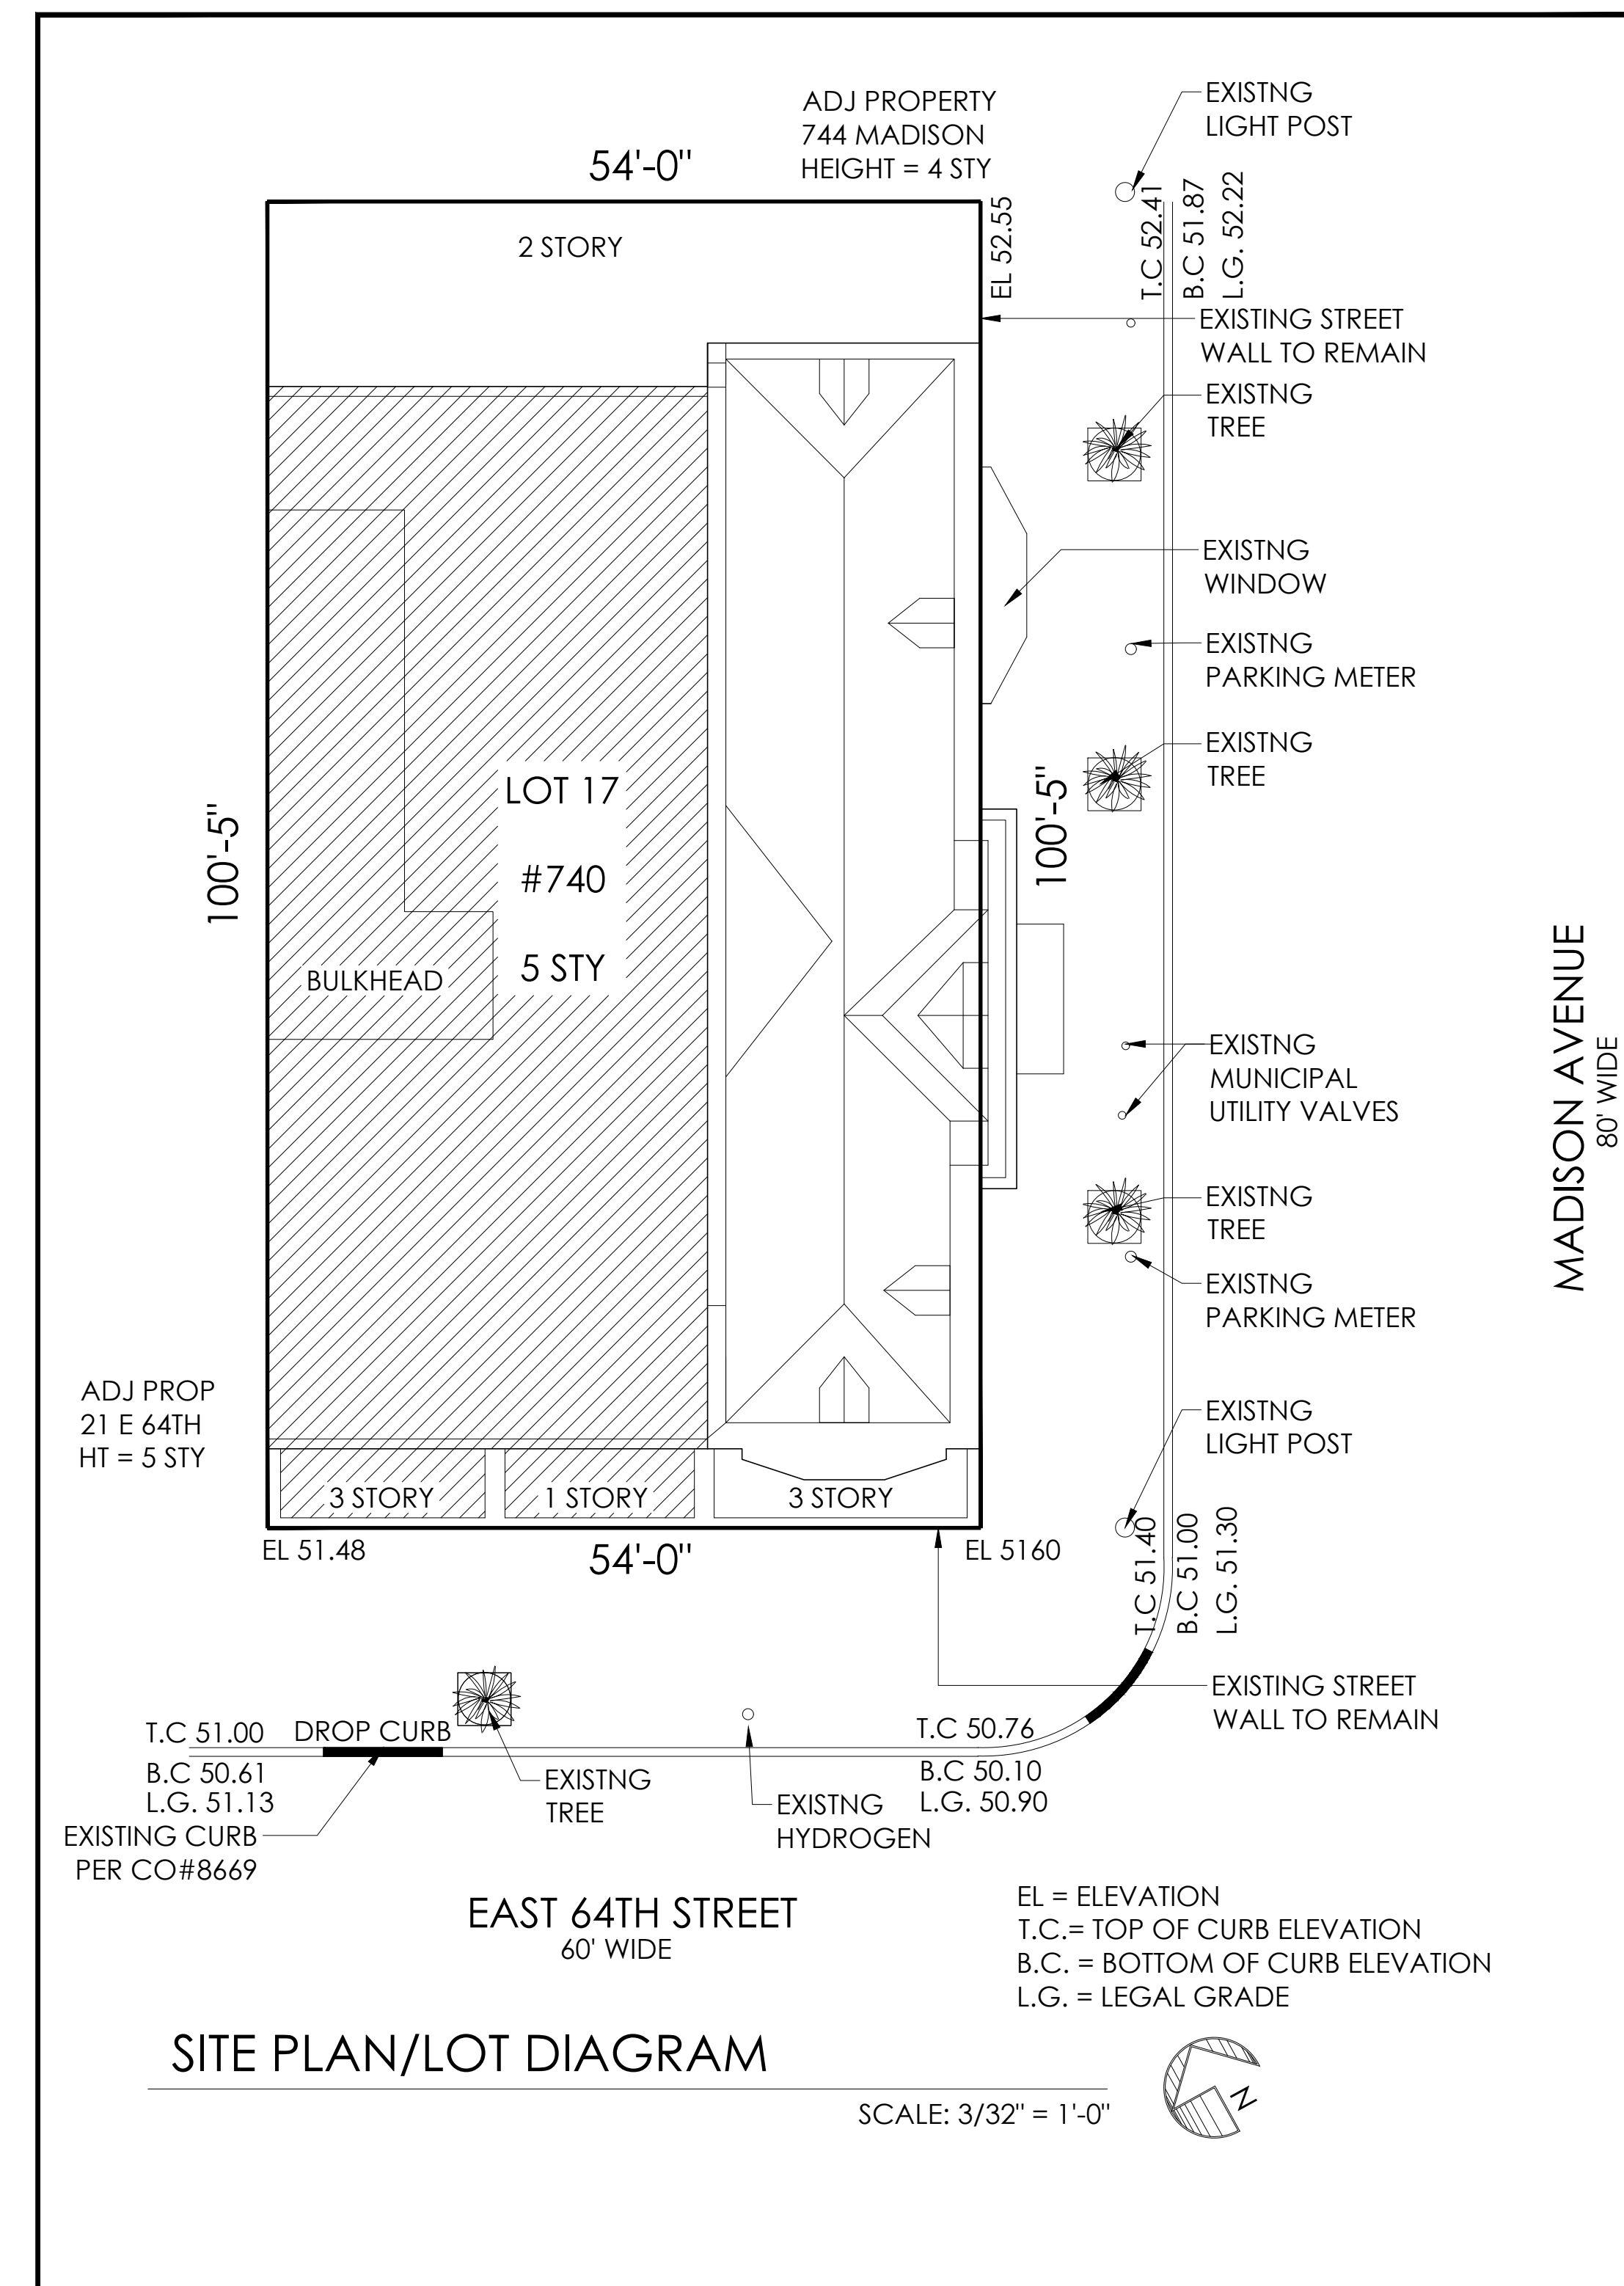 ADJ PROPERTY
744 MADISON
HEIGHT = 4 STY
EXISTNG
LIGHT POST
54'-0"
2 STORY
EL 52.55
T.C 52.41
B.C 51.87
L.G. 52.22
EXISTING STREET
WALL TO REMAIN
EXISTNG
TREE
EXISTNG
WINDOW
EXISTNG
PARKING METER
EXISTNG
TREE
100'-5"
LOT 17
#740
5 STY
BULKHEAD
100'-5"
MADISON AVENUE
80' WIDE
EXISTNG
MUNICIPAL
UTILITY VALVES
EXISTNG
TREE
EXISTNG
PARKING METER
ADJ PROP
21 E 64TH
HT = 5 STY
EXISTNG
LIGHT POST
3 STORY
1 STORY
3 STORY
EL 51.48
54'-0"
EL 5160
T.C 51.40
B.C 51.00
L.G. 51.30
EXISTING STREET
WALL TO REMAIN
T.C 51.00
DROP CURB
T.C 50.76
B.C 50.61
L.G. 51.13
EXISTNG
TREE
EXISTNG
HYDROGEN
B.C 50.10
L.G. 50.90
EXISTING CURB
PER CO#8669
EAST 64TH STREET
60' WIDE
EL = ELEVATION
T.C.= TOP OF CURB ELEVATION
B.C. = BOTTOM OF CURB ELEVATION
L.G. = LEGAL GRADE
SITE PLAN/LOT DIAGRAM
SCALE: 3/32" = 1'-0"
N